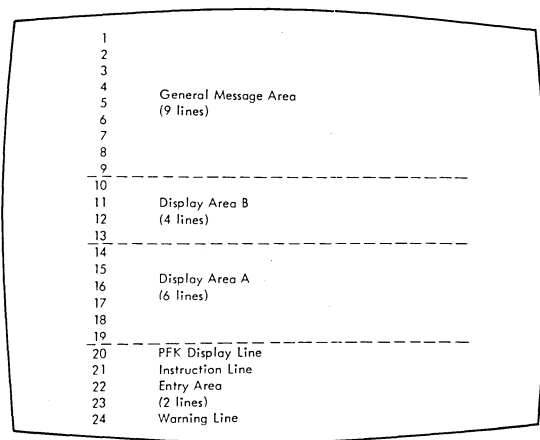 1
2
3
4
5 General Message Area
6 (9 lines)
7
8
9
10
11 Display Area B
12 (4 lines)
13
14
15
16 Display Area A
17 (6 lines)
18
19
20 PFK Display Line
21 Instruction Line
22 Entry Area
23 (2 lines)
24 Warning Line